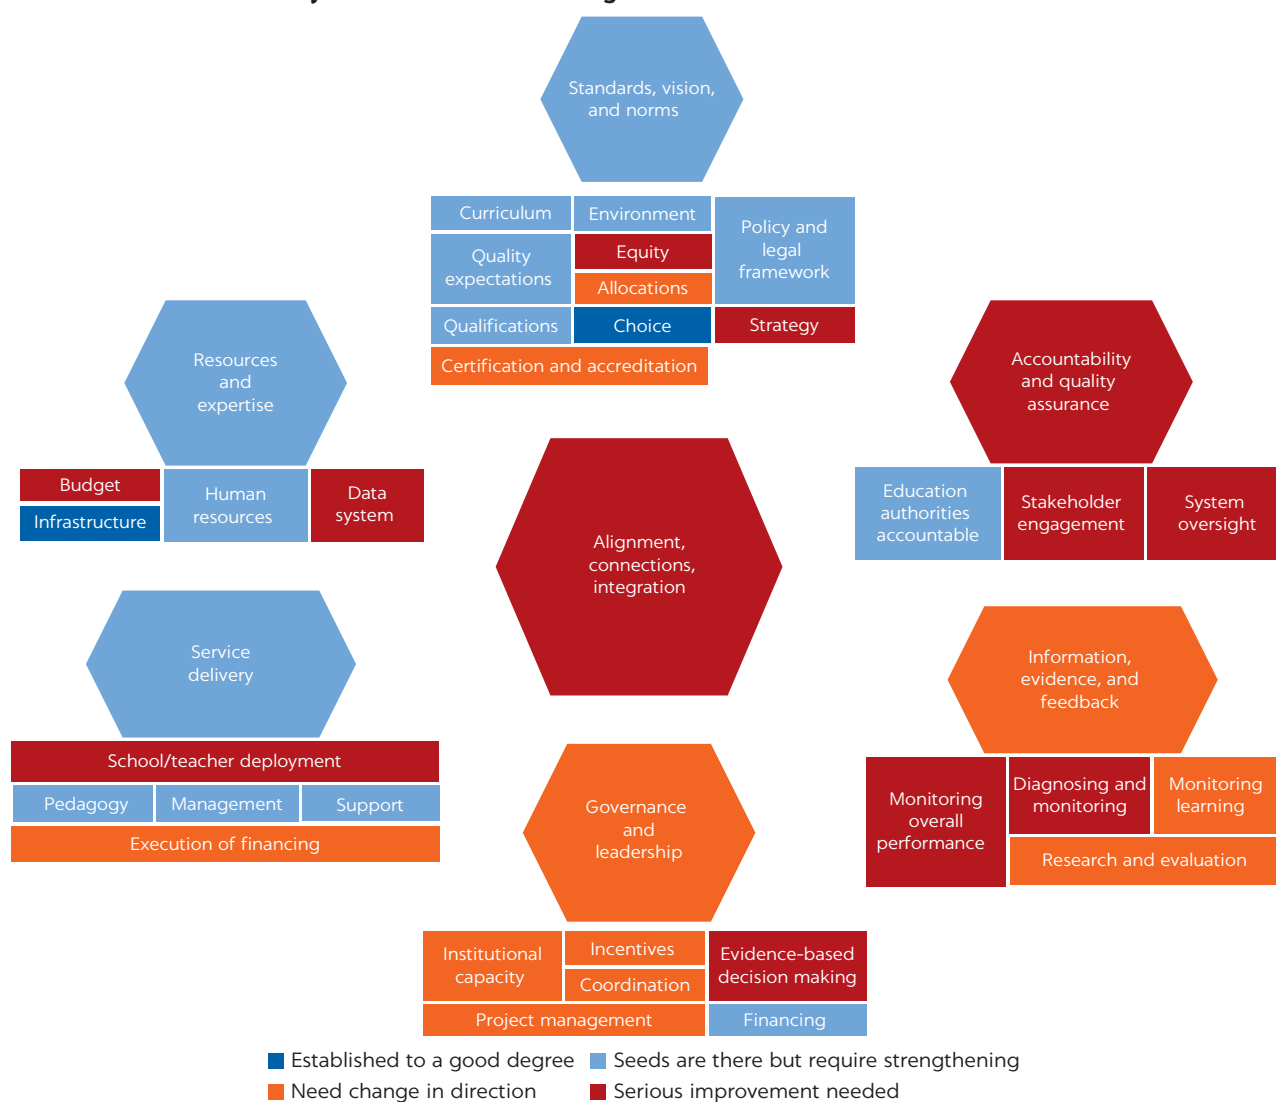 Standards, vision,
and norms
Curriculum
Environment
Policy and
legal
framework
Quality
expectations
Equity
Allocations
Qualifications
Choice
Strategy
Certification and accreditation
Resources
and
expertise
Budget
Infrastructure
Human
resources
Data
system
Accountability
and quality
assurance
Education
authorities
accountable
Stakeholder
engagement
System
oversight
Alignment,
connections,
integration
Service
delivery
School/teacher deployment
Pedagogy
Management
Support
Execution of financing
Information,
evidence, and
feedback
Monitoring
overall
performance
Diagnosing and
monitoring
Monitoring
learning
Research and evaluation
Governance
and
leadership
Institutional
capacity
Incentives
Coordination
Evidence-based
decision making
Project management
Financing
Established to a good degree
Seeds are there but require strengthening
Need change in direction
Serious improvement needed